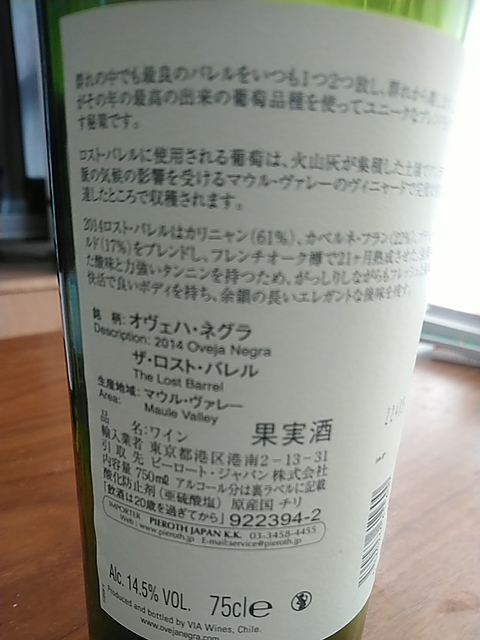 群れの中でも最良のバレルをいつも1つ2つ放し、群れから
がその年の最高の出来の葡萄品種を使ってユニークなブレンド
す秘策です。
ロスト・バレルに使用される葡萄は、火山灰が集積した土壌で
脈の気候の影響を受けるマウル・ヴァレーのヴィニャードで
達したところで収穫されます。
2014ロスト・バレルはカリニャン(61%)、カベルネ・フラン(22%)、
ルド(17%)をブレンドし、フレンチオーク樽で21ヶ月熟成させた
た酸味と力強いタンニンを持つため、がっしりしながらもフレッシュ
快活で良いボディを持ち、余韻の長いエレガントな後味を残す。
銘 柄:オヴェハ・ネグラ
Description: 2014 Oveja Negra
ザ・ロスト・バレル
The Lost Barrel
生産地域:マウル・ヴァレー
Area: Maule Valley
品 名:ワイン 果実酒
輸入業者 東京都港区港南2-13-31
引取先 ピーロート・ジャパン株式会社
内容量 750㎖ アルコール分は裏ラベルに記載
酸化防止剤(亜硫酸塩) 原産国 チリ
「飲酒は20歳を過ぎてから」 922394-2
IMPORTER PIEROTH JAPAN K.K. 03-3458-4455
Web : www.pieroth.jp E-mail:service@pieroth.jp
Alc. 14.5% VOL. 75cl e
Produced and bottled by VIA Wines, Chile.
www.ovejanegra.com